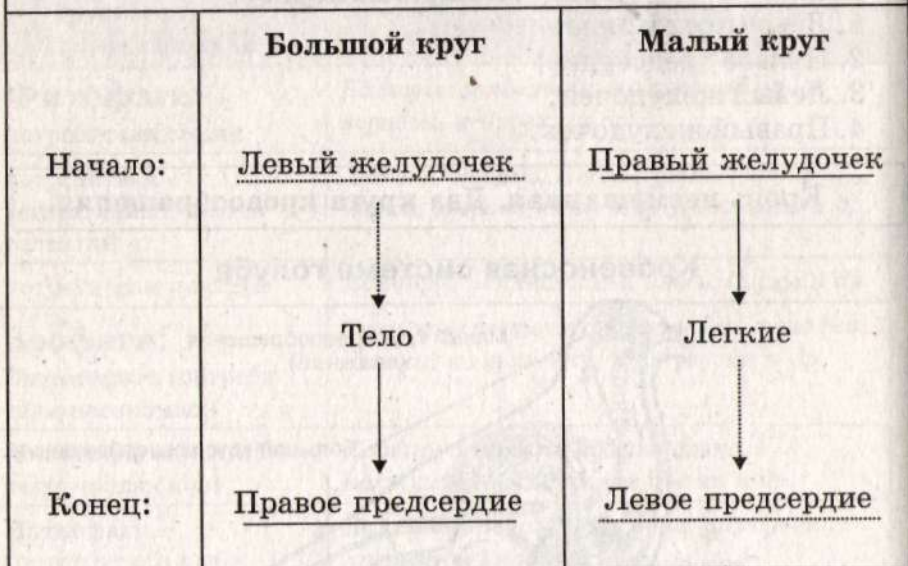 Большой круг Малый круг
Начало: Левый желудочек Правый желудочек
Тело Легкие
Конец: Правое предсердие Левое предсердие